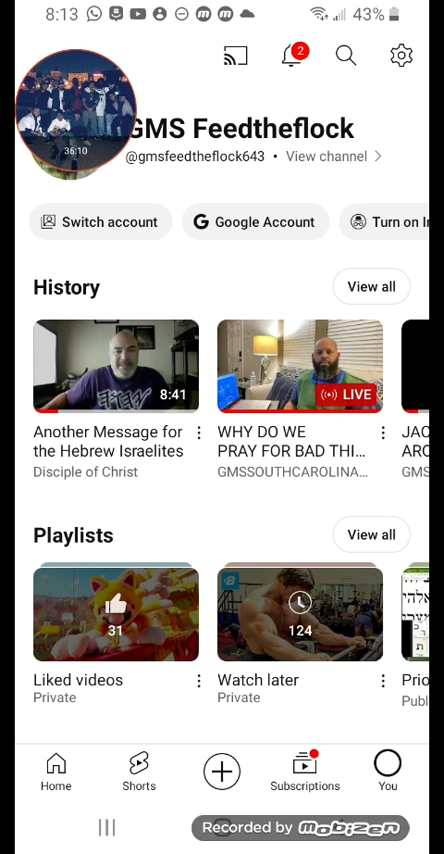 8:13
43%
2
36:10
GMS Feedtheflock
@gmsfeedtheflock643 • View channel
Switch account
Google Account
Turn on I
History
View all
8:41
LIVE
Another Message for
the Hebrew Israelites
Disciple of Christ
WHY DO WE
PRAY FOR BAD THI...
GMSSOUTHCAROLINA...
JAC
ARO
GMS
Playlists
View all
31
B
124
Liked videos
Private
Watch later
Private
Prio
Publ
Home
Shorts
Subscriptions
You
Recorded by Mobizen